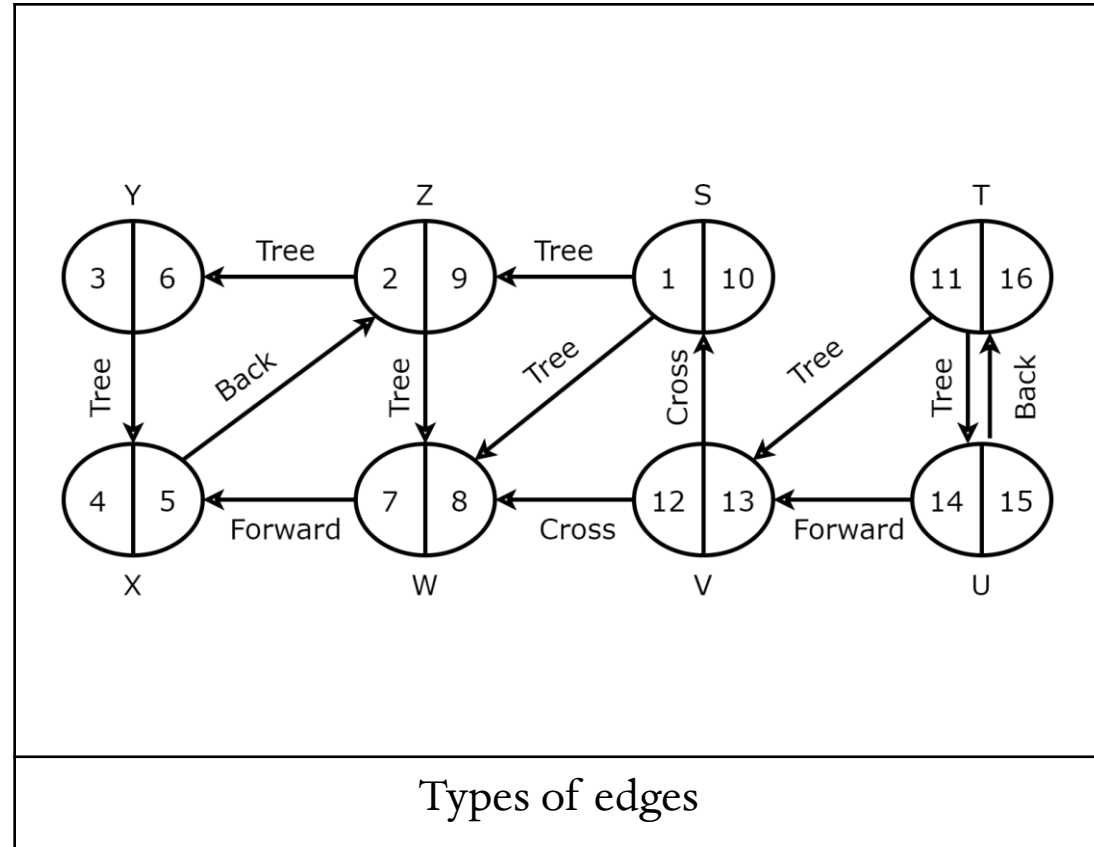 Y Z S T
Tree Tree
3 6 2 9 1 10 11 16
Tree Back Tree Tree Cross Tree Tree Back
4 5 7 8 12 13 14 15
Forward Cross Forward
X W V U
Types of edges